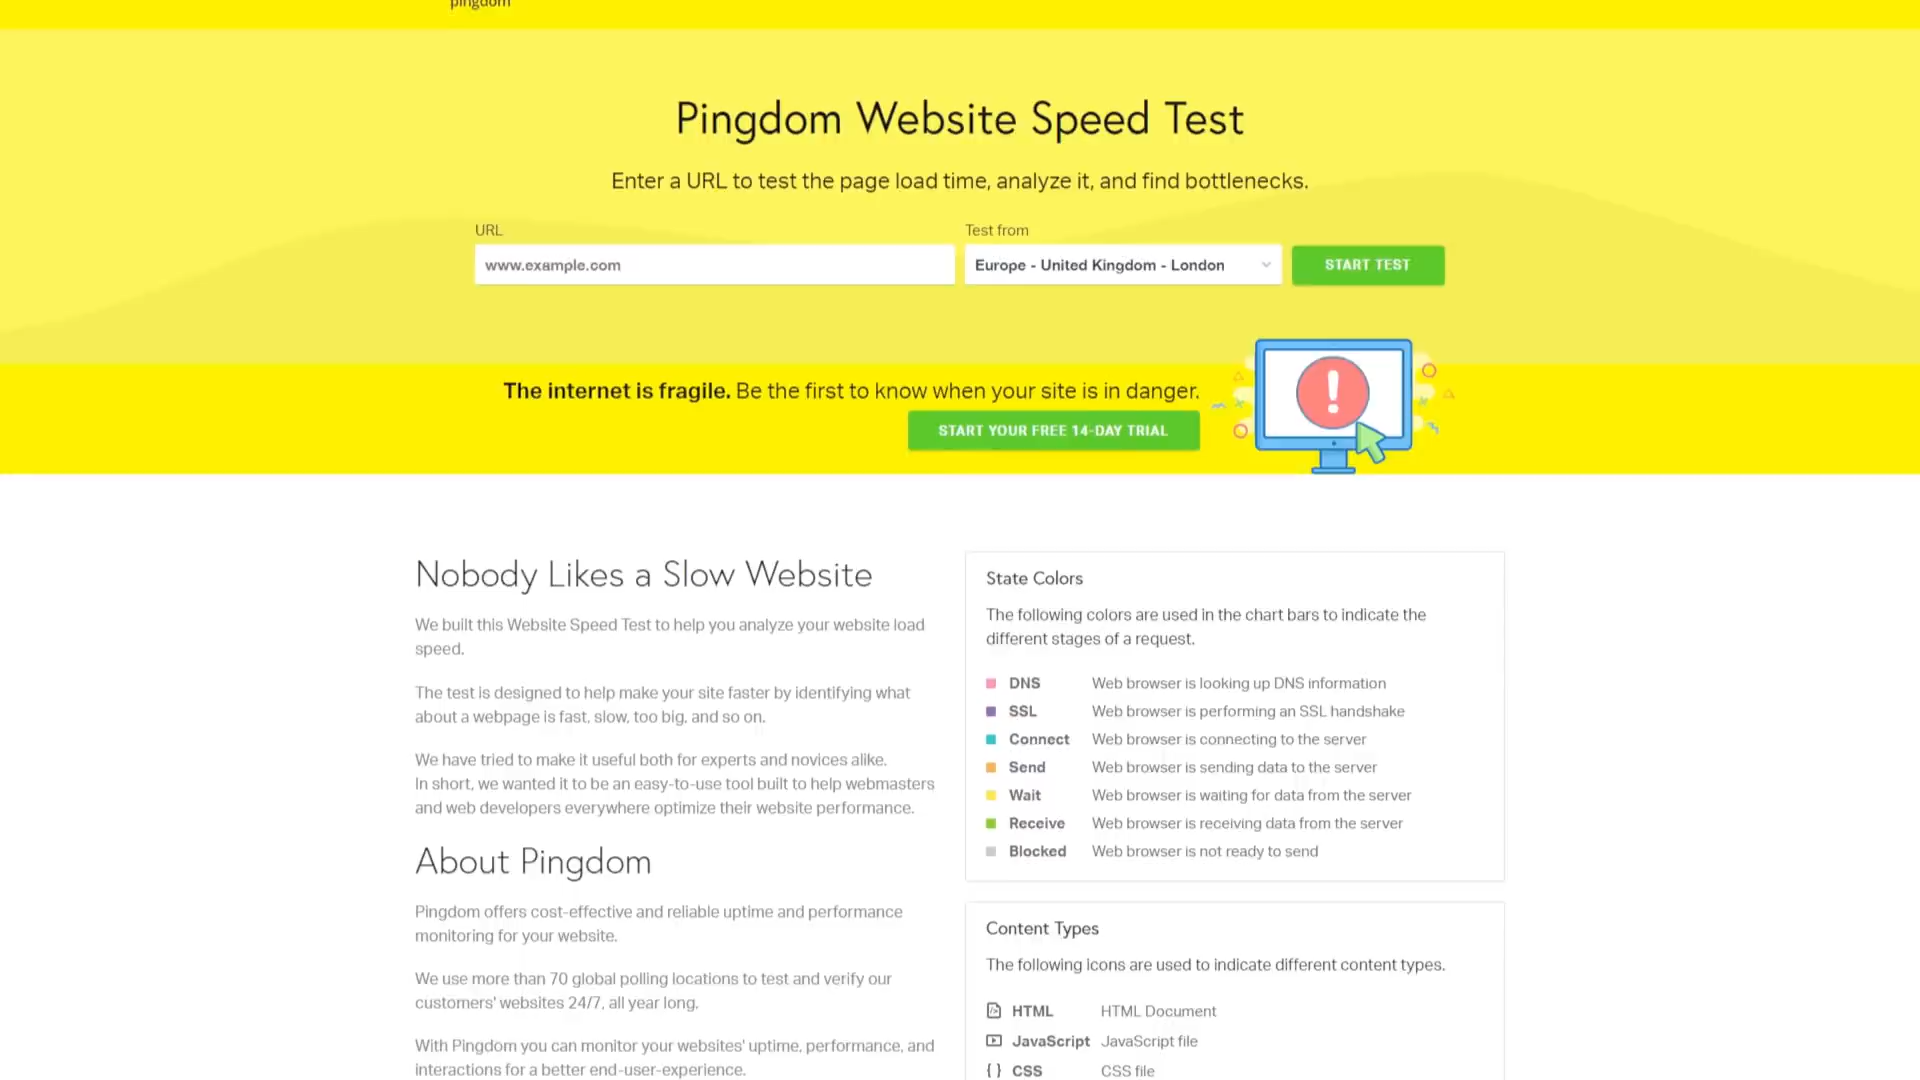 pingdom
Pingdom Website Speed Test
Enter a URL to test the page load time, analyze it, and find bottlenecks.
URL
Test from
www.example.com
Europe - United Kingdom - London
START TEST
The internet is fragile. Be the first to know when your site is in danger.
START YOUR FREE 14-DAY TRIAL
Nobody Likes a Slow Website
We built this Website Speed Test to help you analyze your website load
speed.
The test is designed to help make your site faster by identifying what
about a webpage is fast, slow, too big, and so on.
We have tried to make it useful both for experts and novices alike.
In short, we wanted it to be an easy-to-use tool built to help webmasters
and web developers everywhere optimize their website performance.
About Pingdom
Pingdom offers cost-effective and reliable uptime and performance
monitoring for your website.
We use more than 70 global polling locations to test and verify our
customers' websites 24/7, all year long.
With Pingdom you can monitor your websites' uptime, performance, and
interactions for a better end-user-experience.
State Colors
The following colors are used in the chart bars to indicate the
different stages of a request.
DNS Web browser is looking up DNS information
SSL Web browser is performing an SSL handshake
Connect Web browser is connecting to the server
Send Web browser is sending data to the server
Wait Web browser is waiting for data from the server
Receive Web browser is receiving data from the server
Blocked Web browser is not ready to send
Content Types
The following icons are used to indicate different content types.
HTML HTML Document
JavaScript JavaScript file
{ } CSS CSS file